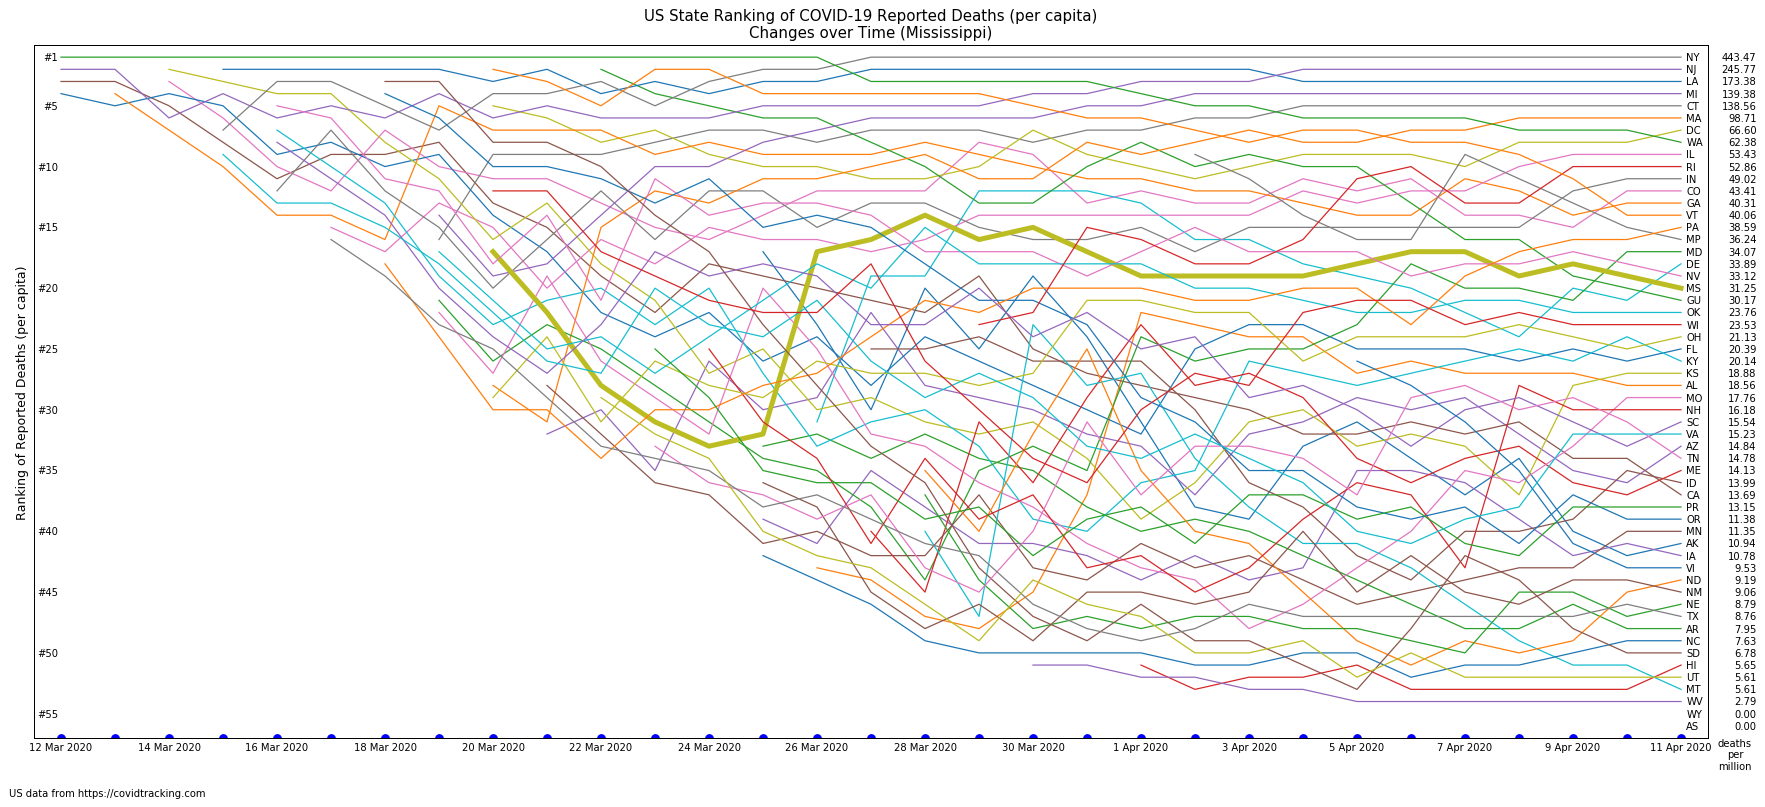 US State Ranking of COVID-19 Reported Deaths (per capita)
Changes over Time (Mississippi)
Ranking of Reported Deaths (per capita)
#1
#5
#10
#15
#20
#25
#30
#35
#40
#45
#50
#55
NY 443.47
NJ 245.77
LA 173.38
MI 139.38
CT 138.56
MA 98.71
DC 66.60
WA 62.38
IL 53.43
RI 52.86
IN 49.02
CO 43.41
GA 40.31
VT 40.06
PA 38.59
MP 36.24
MD 34.07
DE 33.89
NV 33.12
MS 31.25
GU 30.17
OK 23.76
WI 23.53
OH 21.13
FL 20.39
KY 20.14
KS 18.88
AL 18.56
MO 17.76
NH 16.18
SC 15.54
VA 15.23
AZ 14.84
TN 14.78
ME 14.13
ID 13.99
CA 13.69
PR 13.15
OR 11.38
MN 11.35
AK 10.94
IA 10.78
VI 9.53
ND 9.19
NM 9.06
NE 8.79
TX 8.76
AR 7.95
NC 7.63
SD 6.78
HI 5.65
UT 5.61
MT 5.61
WV 2.79
WY 0.00
AS 0.00
12 Mar 2020 14 Mar 2020 16 Mar 2020 18 Mar 2020 20 Mar 2020 22 Mar 2020 24 Mar 2020 26 Mar 2020 28 Mar 2020 30 Mar 2020 1 Apr 2020 3 Apr 2020 5 Apr 2020 7 Apr 2020 9 Apr 2020 11 Apr 2020
deaths
per
million
US data from https://covidtracking.com